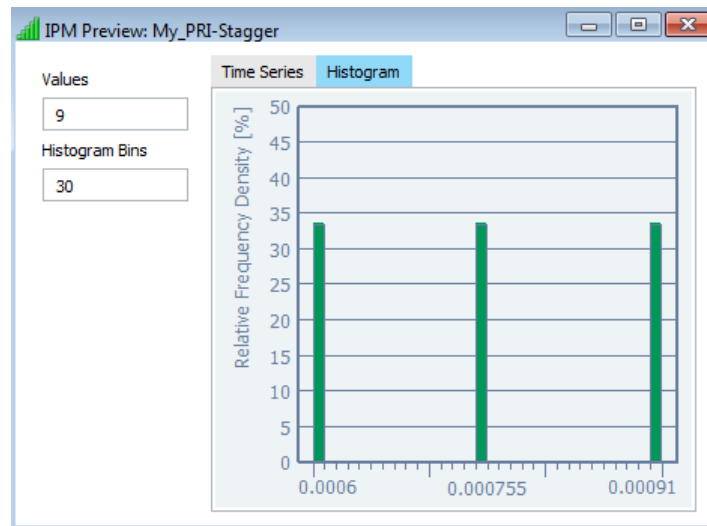 IPM Preview: My_PRI-Stagger
Values
9
Histogram Bins
30
Time Series
Histogram
Relative Frequency Density [%]
50
45
40
35
30
25
20
15
10
5
0
0.0006
0.000755
0.00091